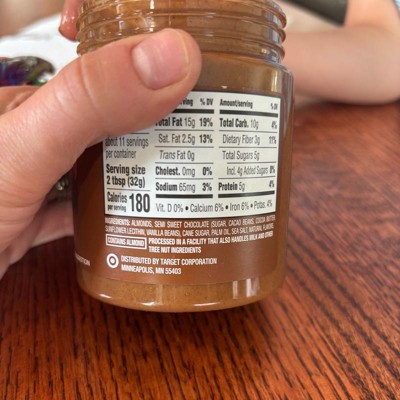 Amount/serving
% DV
erving % DV
Total Fat 15g 19%
Total Carb. 10g 4%
about 11 servings
per container
Sat. Fat 2.5g 13%
Dietary Fiber 3g 11%
Trans Fat 0g
Total Sugars 5g
Serving size
2 tbsp (32g)
Cholest. 0mg 0%
Incl. 4g Added Sugars 8%
Sodium 65mg 3%
Protein 5g 4%
Calories
per serving
180
Vit. D 0% • Calcium 6% • Iron 6% • Potas. 4%
INGREDIENTS: ALMONDS, SEMI SWEET CHOCOLATE (SUGAR, CACAO BEANS, COCOA BUTTER,
SUNFLOWER LECITHIN, VANILLA BEANS), CANE SUGAR, PALM OIL, SEA SALT, NATURAL FLAVORS.
CONTAINS ALMOND
PROCESSED IN A FACILITY THAT ALSO HANDLES MILK AND OTHER
TREE NUT INGREDIENTS
DISTRIBUTED BY TARGET CORPORATION
MINNEAPOLIS, MN 55403